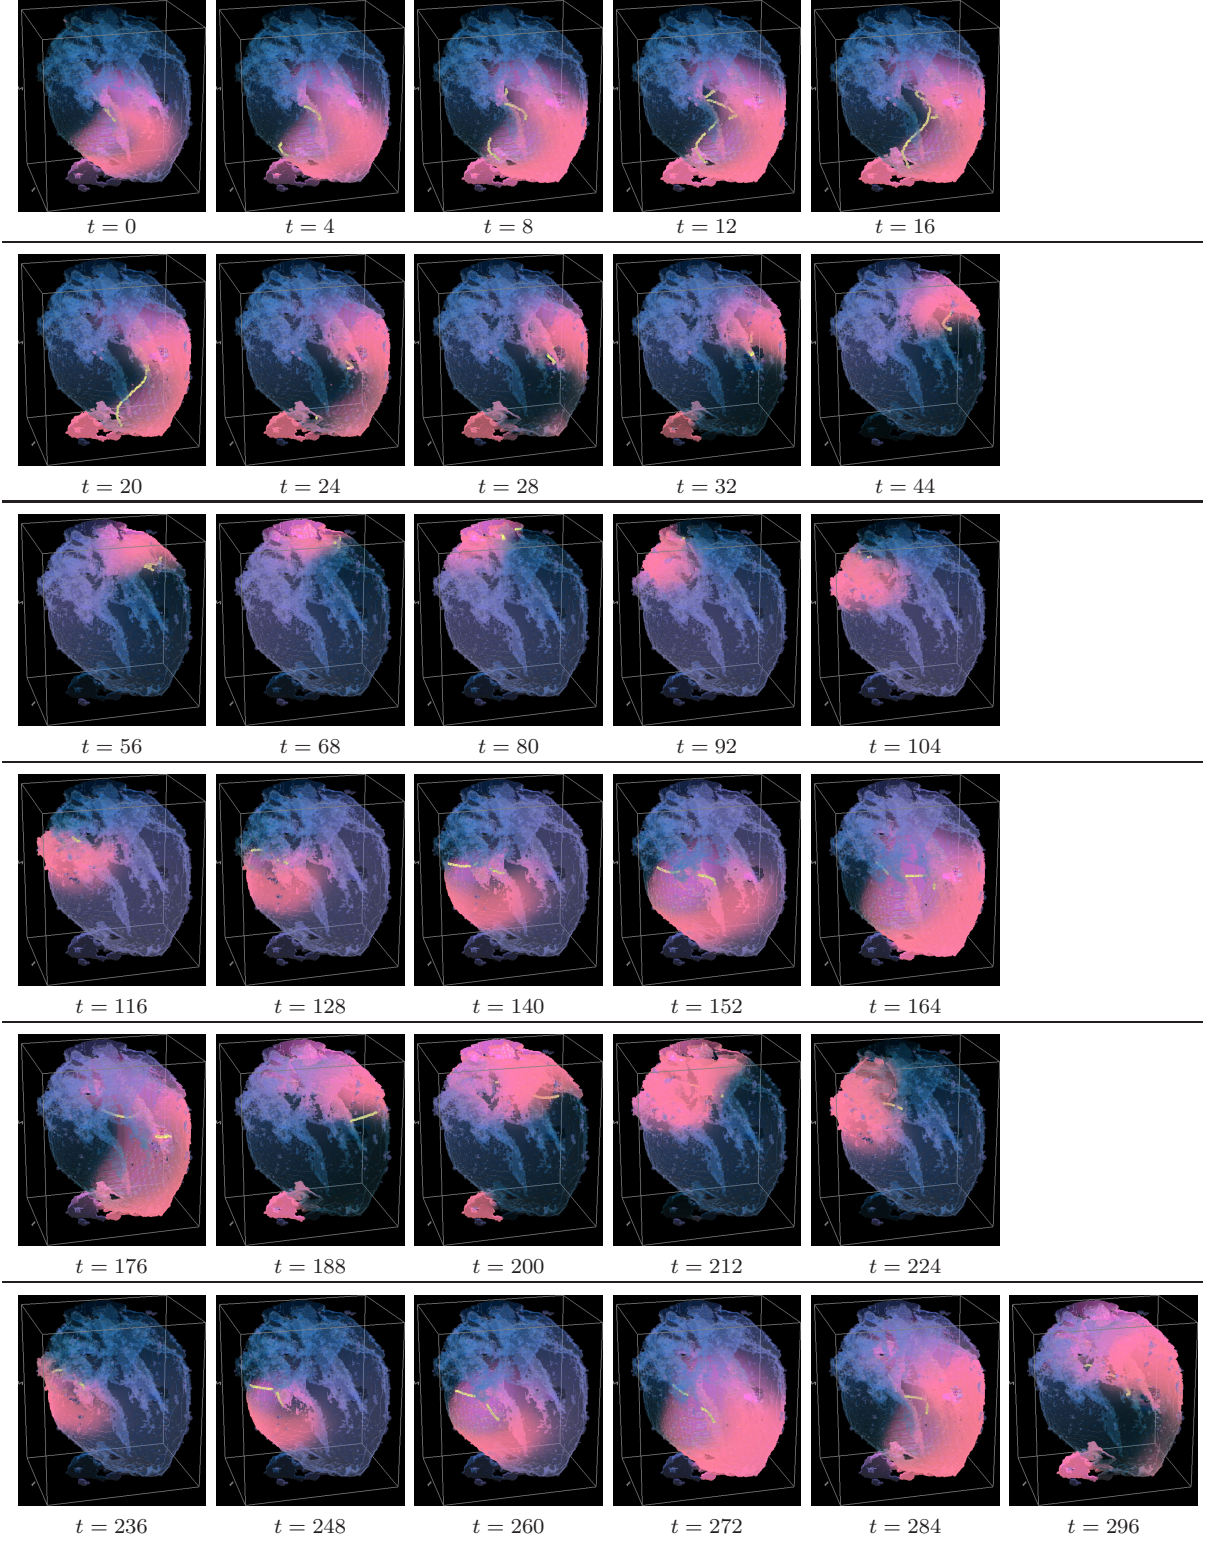 t = 0 t = 4 t = 8 t = 12 t = 16
t = 20 t = 24 t = 28 t = 32 t = 44
t = 56 t = 68 t = 80 t = 92 t = 104
t = 116 t = 128 t = 140 t = 152 t = 164
t = 176 t = 188 t = 200 t = 212 t = 224
t = 236 t = 248 t = 260 t = 272 t = 284 t = 296